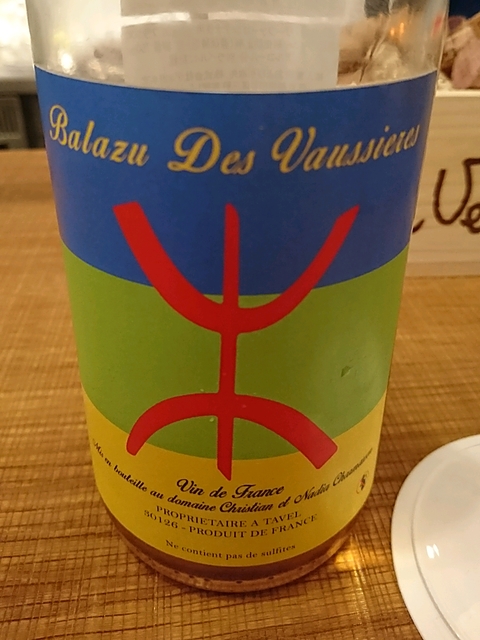 Balazu Des Vaussieres
Mis en bouteille au domaine Christian et Nadia Charmasson
Vin de France
PROPRIETAIRE A TAVEL
30126 - PRODUIT DE FRANCE
Ne contient pas de sulfites